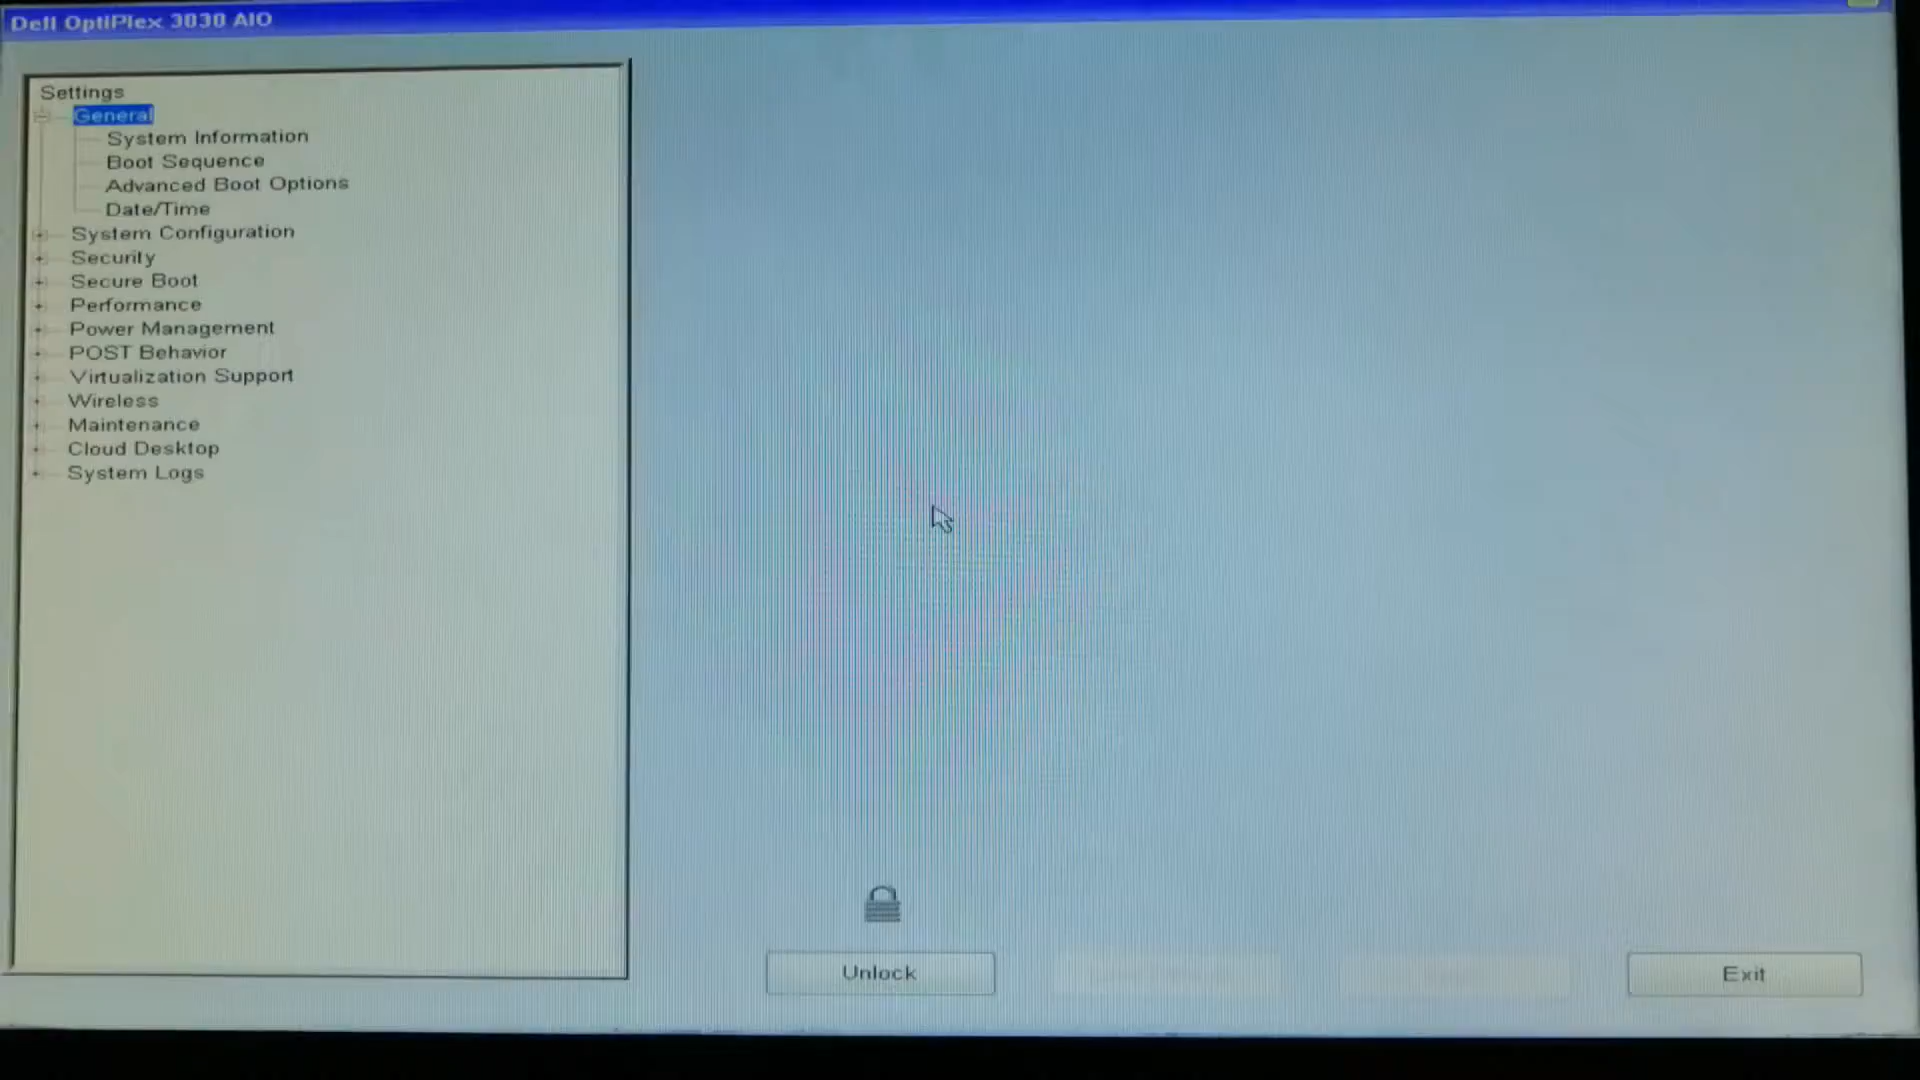 Dell OptiPlex 3030 AIO
Settings
General
System Information
Boot Sequence
Advanced Boot Options
Date/Time
System Configuration
Security
Secure Boot
Performance
Power Management
POST Behavior
Virtualization Support
Wireless
Maintenance
Cloud Desktop
System Logs
Unlock
Exit